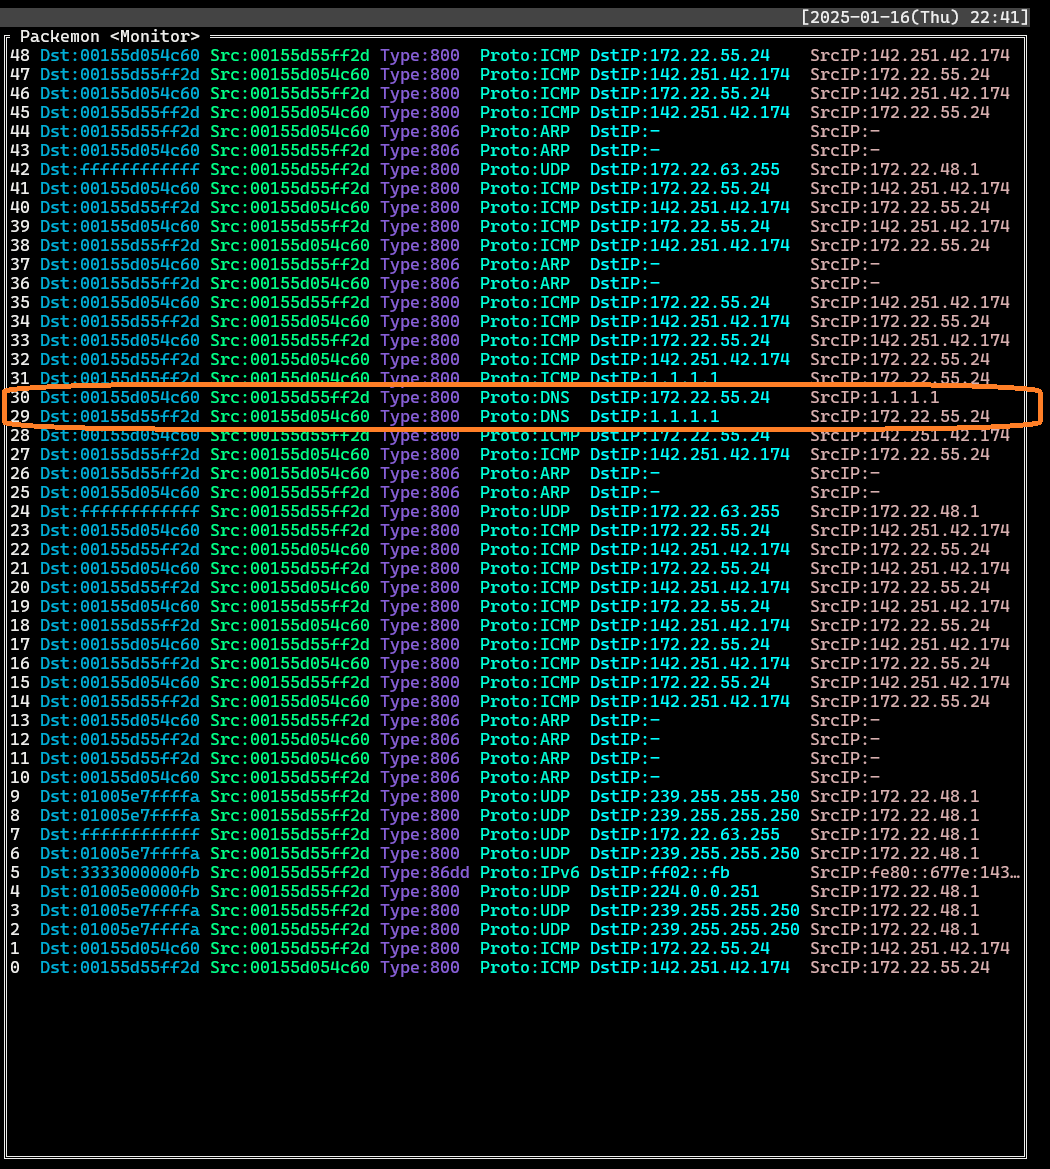 [2025-01-16(Thu) 22:41]
Packemon <Monitor>
48 Dst:00155d054c60 Src:00155d55ff2d Type:800 Proto:ICMP DstIP:172.22.55.24 SrcIP:142.251.42.174
47 Dst:00155d55ff2d Src:00155d054c60 Type:800 Proto:ICMP DstIP:142.251.42.174 SrcIP:172.22.55.24
46 Dst:00155d054c60 Src:00155d55ff2d Type:800 Proto:ICMP DstIP:172.22.55.24 SrcIP:142.251.42.174
45 Dst:00155d55ff2d Src:00155d054c60 Type:800 Proto:ICMP DstIP:142.251.42.174 SrcIP:172.22.55.24
44 Dst:00155d55ff2d Src:00155d054c60 Type:806 Proto:ARP DstIP:- SrcIP:-
43 Dst:00155d054c60 Src:00155d55ff2d Type:806 Proto:ARP DstIP:- SrcIP:-
42 Dst:ffffffffffff Src:00155d55ff2d Type:800 Proto:UDP DstIP:172.22.63.255 SrcIP:172.22.48.1
41 Dst:00155d054c60 Src:00155d55ff2d Type:800 Proto:ICMP DstIP:172.22.55.24 SrcIP:142.251.42.174
40 Dst:00155d55ff2d Src:00155d054c60 Type:800 Proto:ICMP DstIP:142.251.42.174 SrcIP:172.22.55.24
39 Dst:00155d054c60 Src:00155d55ff2d Type:800 Proto:ICMP DstIP:172.22.55.24 SrcIP:142.251.42.174
38 Dst:00155d55ff2d Src:00155d054c60 Type:800 Proto:ICMP DstIP:142.251.42.174 SrcIP:172.22.55.24
37 Dst:00155d054c60 Src:00155d55ff2d Type:806 Proto:ARP DstIP:- SrcIP:-
36 Dst:00155d55ff2d Src:00155d054c60 Type:806 Proto:ARP DstIP:- SrcIP:-
35 Dst:00155d054c60 Src:00155d55ff2d Type:800 Proto:ICMP DstIP:172.22.55.24 SrcIP:142.251.42.174
34 Dst:00155d55ff2d Src:00155d054c60 Type:800 Proto:ICMP DstIP:142.251.42.174 SrcIP:172.22.55.24
33 Dst:00155d054c60 Src:00155d55ff2d Type:800 Proto:ICMP DstIP:172.22.55.24 SrcIP:142.251.42.174
32 Dst:00155d55ff2d Src:00155d054c60 Type:800 Proto:ICMP DstIP:142.251.42.174 SrcIP:172.22.55.24
31 Dst:00155d55ff2d Src:00155d054c60 Type:800 Proto:ICMP DstIP:1.1.1.1 SrcIP:172.22.55.24
30 Dst:00155d054c60 Src:00155d55ff2d Type:800 Proto:DNS DstIP:172.22.55.24 SrcIP:1.1.1.1
29 Dst:00155d55ff2d Src:00155d054c60 Type:800 Proto:DNS DstIP:1.1.1.1 SrcIP:172.22.55.24
28 Dst:00155d054c60 Src:00155d55ff2d Type:800 Proto:ICMP DstIP:172.22.55.24 SrcIP:142.251.42.174
27 Dst:00155d55ff2d Src:00155d054c60 Type:800 Proto:ICMP DstIP:142.251.42.174 SrcIP:172.22.55.24
26 Dst:00155d55ff2d Src:00155d054c60 Type:806 Proto:ARP DstIP:- SrcIP:-
25 Dst:00155d054c60 Src:00155d55ff2d Type:806 Proto:ARP DstIP:- SrcIP:-
24 Dst:ffffffffffff Src:00155d55ff2d Type:800 Proto:UDP DstIP:172.22.63.255 SrcIP:172.22.48.1
23 Dst:00155d054c60 Src:00155d55ff2d Type:800 Proto:ICMP DstIP:172.22.55.24 SrcIP:142.251.42.174
22 Dst:00155d55ff2d Src:00155d054c60 Type:800 Proto:ICMP DstIP:142.251.42.174 SrcIP:172.22.55.24
21 Dst:00155d054c60 Src:00155d55ff2d Type:800 Proto:ICMP DstIP:172.22.55.24 SrcIP:142.251.42.174
20 Dst:00155d55ff2d Src:00155d054c60 Type:800 Proto:ICMP DstIP:142.251.42.174 SrcIP:172.22.55.24
19 Dst:00155d054c60 Src:00155d55ff2d Type:800 Proto:ICMP DstIP:172.22.55.24 SrcIP:142.251.42.174
18 Dst:00155d55ff2d Src:00155d054c60 Type:800 Proto:ICMP DstIP:142.251.42.174 SrcIP:172.22.55.24
17 Dst:00155d054c60 Src:00155d55ff2d Type:800 Proto:ICMP DstIP:172.22.55.24 SrcIP:142.251.42.174
16 Dst:00155d55ff2d Src:00155d054c60 Type:800 Proto:ICMP DstIP:142.251.42.174 SrcIP:172.22.55.24
15 Dst:00155d054c60 Src:00155d55ff2d Type:800 Proto:ICMP DstIP:172.22.55.24 SrcIP:142.251.42.174
14 Dst:00155d55ff2d Src:00155d054c60 Type:800 Proto:ICMP DstIP:142.251.42.174 SrcIP:172.22.55.24
13 Dst:00155d054c60 Src:00155d55ff2d Type:806 Proto:ARP DstIP:- SrcIP:-
12 Dst:00155d55ff2d Src:00155d054c60 Type:806 Proto:ARP DstIP:- SrcIP:-
11 Dst:00155d55ff2d Src:00155d054c60 Type:806 Proto:ARP DstIP:- SrcIP:-
10 Dst:00155d054c60 Src:00155d55ff2d Type:806 Proto:ARP DstIP:- SrcIP:-
9 Dst:01005e7ffffa Src:00155d55ff2d Type:800 Proto:UDP DstIP:239.255.255.250 SrcIP:172.22.48.1
8 Dst:01005e7ffffa Src:00155d55ff2d Type:800 Proto:UDP DstIP:239.255.255.250 SrcIP:172.22.48.1
7 Dst:ffffffffffff Src:00155d55ff2d Type:800 Proto:UDP DstIP:172.22.63.255 SrcIP:172.22.48.1
6 Dst:01005e7ffffa Src:00155d55ff2d Type:800 Proto:UDP DstIP:239.255.255.250 SrcIP:172.22.48.1
5 Dst:3333000000fb Src:00155d55ff2d Type:86dd Proto:IPv6 DstIP:ff02::fb SrcIP:fe80::677e:143…
4 Dst:01005e0000fb Src:00155d55ff2d Type:800 Proto:UDP DstIP:224.0.0.251 SrcIP:172.22.48.1
3 Dst:01005e7ffffa Src:00155d55ff2d Type:800 Proto:UDP DstIP:239.255.255.250 SrcIP:172.22.48.1
2 Dst:01005e7ffffa Src:00155d55ff2d Type:800 Proto:UDP DstIP:239.255.255.250 SrcIP:172.22.48.1
1 Dst:00155d054c60 Src:00155d55ff2d Type:800 Proto:ICMP DstIP:172.22.55.24 SrcIP:142.251.42.174
0 Dst:00155d55ff2d Src:00155d054c60 Type:800 Proto:ICMP DstIP:142.251.42.174 SrcIP:172.22.55.24